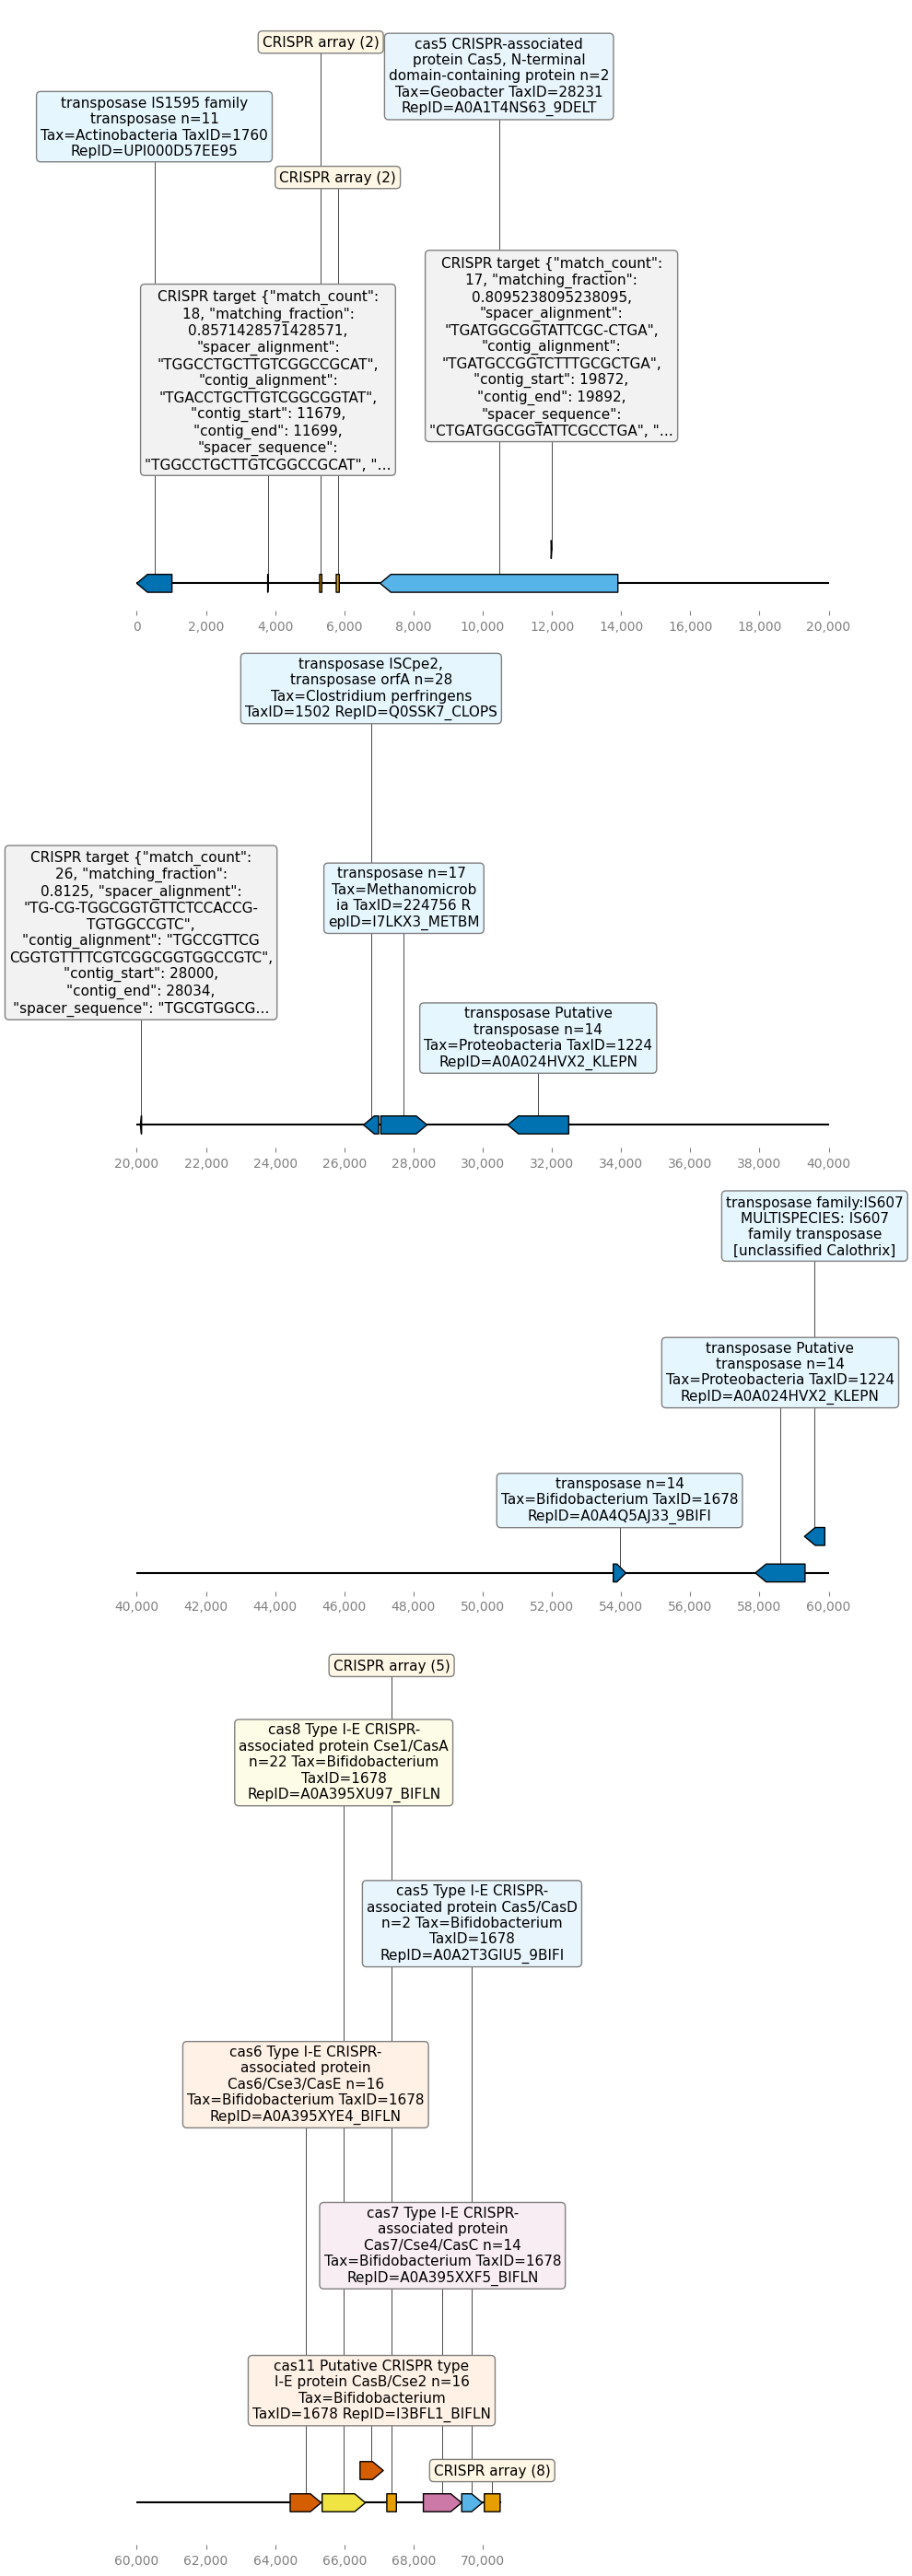 CRISPR array (2)
cas5 CRISPR-associated
protein Cas5, N-terminal
domain-containing protein n=2
Tax=Geobacter TaxID=28231
RepID=A0A1T4NS63_9DELT
transposase IS1595 family
transposase n=11
Tax=Actinobacteria TaxID=1760
RepID=UPI000D57EE95
CRISPR array (2)
CRISPR target {"match_count":
17, "matching_fraction":
0.8095238095238095,
"spacer_alignment":
"TGATGGCGGTATTCGC-CTGA",
"contig_alignment":
"TGATGCCGGTCTTTGCGCTGA",
"contig_start": 19872,
"contig_end": 19892,
"spacer_sequence":
"CTGATGGCGGTATTCGCCTGA", "...
CRISPR target {"match_count":
18, "matching_fraction":
0.8571428571428571,
"spacer_alignment":
"TGGCCTGCTTGTCGGCCGCAT",
"contig_alignment":
"TGACCTGCTTGTCGGCGGTAT",
"contig_start": 11679,
"contig_end": 11699,
"spacer_sequence":
"TGGCCTGCTTGTCGGCCGCAT", "...
0 2,000 4,000 6,000 8,000 10,000 12,000 14,000 16,000 18,000 20,000
transposase ISCpe2,
transposase orfA n=28
Tax=Clostridium perfringens
TaxID=1502 RepID=Q0SSK7_CLOPS
CRISPR target {"match_count":
26, "matching_fraction":
0.8125, "spacer_alignment":
"TG-CG-TGGCGGTGTTCTCCACCG-
TGTGGCCGTC",
"contig_alignment": "TGCCGTTCG
CGGTGTTTTCGTCGGCGGTGGCCGTC",
"contig_start": 28000,
"contig_end": 28034,
"spacer_sequence": "TGCGTGGCG...
transposase n=17
Tax=Methanomicrob
ia TaxID=224756 R
epID=I7LKX3_METBM
transposase Putative
transposase n=14
Tax=Proteobacteria TaxID=1224
RepID=A0A024HVX2_KLEPN
20,000 22,000 24,000 26,000 28,000 30,000 32,000 34,000 36,000 38,000 40,000
transposase family:IS607
MULTISPECIES: IS607
family transposase
[unclassified Calothrix]
transposase Putative
transposase n=14
Tax=Proteobacteria TaxID=1224
RepID=A0A024HVX2_KLEPN
transposase n=14
Tax=Bifidobacterium TaxID=1678
RepID=A0A4Q5AJ33_9BIFI
40,000 42,000 44,000 46,000 48,000 50,000 52,000 54,000 56,000 58,000 60,000
CRISPR array (5)
cas8 Type I-E CRISPR-
associated protein Cse1/CasA
n=22 Tax=Bifidobacterium
TaxID=1678
RepID=A0A395XU97_BIFLN
cas5 Type I-E CRISPR-
associated protein Cas5/CasD
n=2 Tax=Bifidobacterium
TaxID=1678
RepID=A0A2T3GIU5_9BIFI
cas6 Type I-E CRISPR-
associated protein
Cas6/Cse3/CasE n=16
Tax=Bifidobacterium TaxID=1678
RepID=A0A395XYE4_BIFLN
cas7 Type I-E CRISPR-
associated protein
Cas7/Cse4/CasC n=14
Tax=Bifidobacterium TaxID=1678
RepID=A0A395XXF5_BIFLN
cas11 Putative CRISPR type
I-E protein CasB/Cse2 n=16
Tax=Bifidobacterium
TaxID=1678 RepID=I3BFL1_BIFLN
CRISPR array (8)
60,000 62,000 64,000 66,000 68,000 70,000